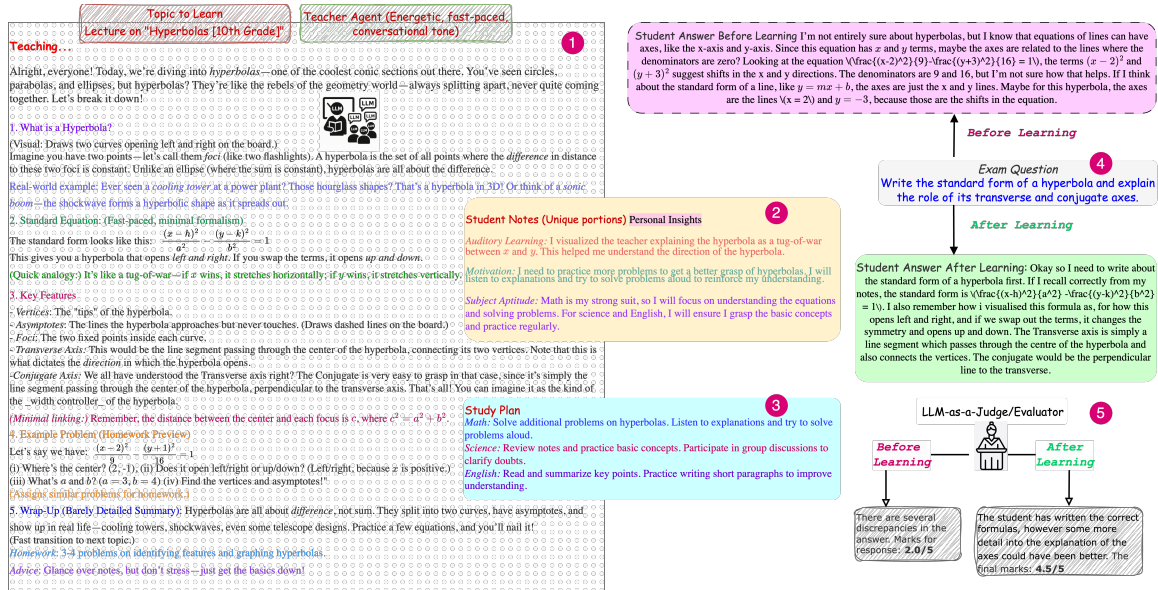 Topic to Learn
Lecture on "Hyperbolas [10th Grade]"
Teacher Agent (Energetic, fast-paced,
conversational tone)
1
Teaching...
Alright, everyone! Today, we're diving into hyperbolas—one of the coolest conic sections out there. You've seen circles,
parabolas, and ellipses, but hyperbolas? They're like the rebels of the geometry world—always splitting apart, never quite coming
together. Let's break it down!
LLM
LLM
LLM
LLM
1. What is a Hyperbola?
(Visual: Draws two curves opening left and right on the board.)
Imagine you have two points—let's call them foci (like two flashlights). A hyperbola is the set of all points where the difference in distance
to these two foci is constant. Unlike an ellipse (where the sum is constant), hyperbolas are all about the difference.
Real-world example: Ever seen a cooling tower at a power plant? Those hourglass shapes? That's a hyperbola in 3D! Or think of a sonic
boom—the shockwave forms a hyperbolic shape as it spreads out.
2. Standard Equation: (Fast-paced, minimal formalism)
The standard form looks like this: (x − h)²/a² − (y − k)²/b² = 1
This gives you a hyperbola that opens left and right. If you swap the terms, it opens up and down.
(Quick analogy:) It's like a tug-of-war—if x wins, it stretches horizontally; if y wins, it stretches vertically.
3. Key Features
- Vertices: The "tips" of the hyperbola.
- Asymptotes: The lines the hyperbola approaches but never touches. (Draws dashed lines on the board.)
- Foci: The two fixed points inside each curve.
-Transverse Axis: This would be the line segment passing through the center of the hyperbola, connecting its two vertices. Note that this is
what dictates the direction in which the hyperbola opens.
-Conjugate Axis: We all have understood the Transverse axis right? The Conjugate is very easy to grasp in that case, since it's simply the
line segment passing through the center of the hyperbola, perpendicular to the transverse axis. That's all! You can imagine it as the kind of
the _width controller_ of the hyperbola.
(Minimal linking:) Remember, the distance between the center and each focus is c, where c² = a² + b².
4. Example Problem (Homework Preview)
Let's say we have: (x−2)²/9 − (y+1)²/16 = 1
(i) Where's the center? (2, -1), (ii) Does it open left/right or up/down? (Left/right, because x is positive.)
(iii) What's a and b? (a = 3, b = 4) (iv) Find the vertices and asymptotes!"
(Assigns similar problems for homework.)
5. Wrap-Up (Barely Detailed Summary): Hyperbolas are all about difference, not sum. They split into two curves, have asymptotes, and
show up in real life—cooling towers, shockwaves, even some telescope designs. Practice a few equations, and you'll nail it!
(Fast transition to next topic.)
Homework: 3-4 problems on identifying features and graphing hyperbolas.
Advice: Glance over notes, but don't stress—just get the basics down!
2
Student Notes (Unique portions) Personal Insights
Auditory Learning: I visualized the teacher explaining the hyperbola as a tug-of-war
between x and y. This helped me understand the direction of the hyperbola.
Motivation: I need to practice more problems to get a better grasp of hyperbolas, I will
listen to explanations and try to solve problems aloud to reinforce my understanding.
Subject Aptitude: Math is my strong suit, so I will focus on understanding the equations
and solving problems. For science and English, I will ensure I grasp the basic concepts
and practice regularly.
3
Study Plan
Math: Solve additional problems on hyperbolas. Listen to explanations and try to solve
problems aloud.
Science: Review notes and practice basic concepts. Participate in group discussions to
clarify doubts.
English: Read and summarize key points. Practice writing short paragraphs to improve
understanding.
Student Answer Before Learning I'm not entirely sure about hyperbolas, but I know that equations of lines can have
axes, like the x-axis and y-axis. Since this equation has x and y terms, maybe the axes are related to the lines where the
denominators are zero? Looking at the equation \(\frac{(x-2)^2}{9}-\frac{(y+3)^2}{16} = 1\), the terms (x − 2)² and
(y + 3)² suggest shifts in the x and y directions. The denominators are 9 and 16, but I'm not sure how that helps. If I think
about the standard form of a line, like y = mx + b, the axes are just the x and y lines. Maybe for this hyperbola, the axes
are the lines \(x = 2\) and y = −3, because those are the shifts in the equation.
Before Learning
4
Exam Question
Write the standard form of a hyperbola and explain
the role of its transverse and conjugate axes.
After Learning
Student Answer After Learning: Okay so I need to write about
the standard form of a hyperbola first. If I recall correctly from my
notes, the standard form is \(\frac{(x-h)^2}{a^2} -\frac{(y-k)^2}{b^2}
= 1\). I also remember how i visualised this formula as, for how this
opens left and right, and if we swap out the terms, it changes the
symmetry and opens up and down. The Transverse axis is simply a
line segment which passes through the centre of the hyperbola and
also connects the vertices. The conjugate would be the perpendicular
line to the transverse.
LLM-as-a-Judge/Evaluator
5
Before
Learning
After
Learning
There are several
discrepancies in the
answer. Marks for
response: 2.0/5
The student has written the correct
formulas, however some more
detail into the explanation of the
axes could have been better. The
final marks: 4.5/5